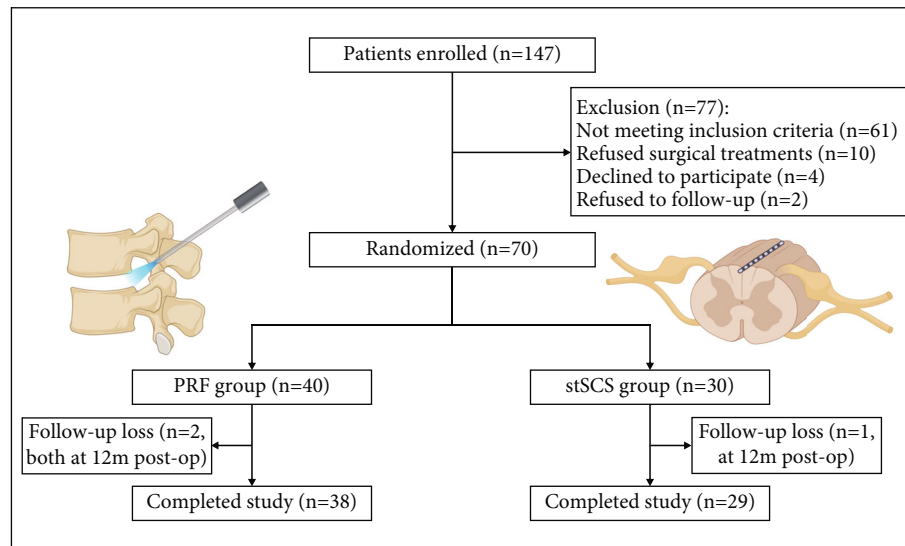 Patients enrolled (n=147)
Exclusion (n=77):
Not meeting inclusion criteria (n=61)
Refused surgical treatments (n=10)
Declined to participate (n=4)
Refused to follow-up (n=2)
Randomized (n=70)
PRF group (n=40)
stSCS group (n=30)
Follow-up loss (n=2,
both at 12m post-op)
Follow-up loss (n=1,
at 12m post-op)
Completed study (n=38)
Completed study (n=29)